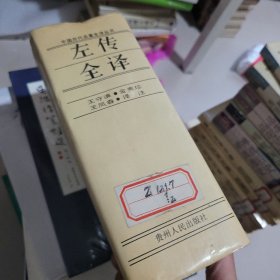 中国历代名著全译丛书
左传
全译
王守谦 金秀珍
王凤春 译注
贵州人民出版社